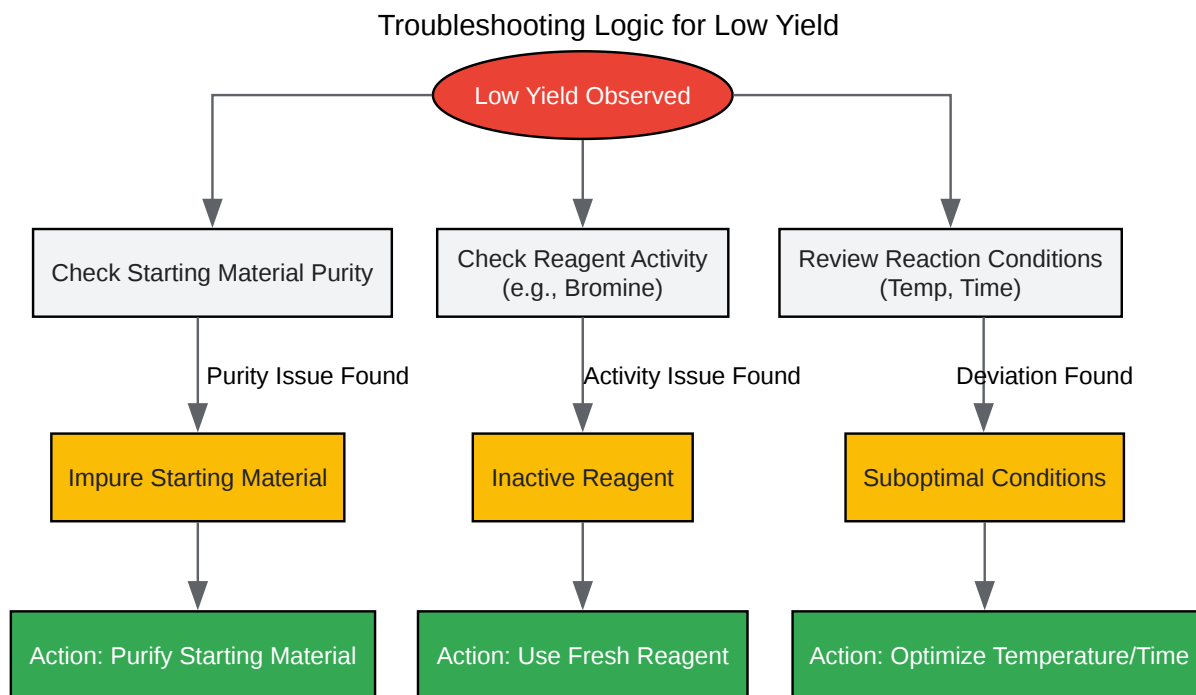 Troubleshooting Logic for Low Yield
Low Yield Observed
Check Starting Material Purity
Check Reagent Activity
(e.g., Bromine)
Review Reaction Conditions
(Temp, Time)
Purity Issue Found
Activity Issue Found
Deviation Found
Impure Starting Material
Inactive Reagent
Suboptimal Conditions
Action: Purify Starting Material
Action: Use Fresh Reagent
Action: Optimize Temperature/Time